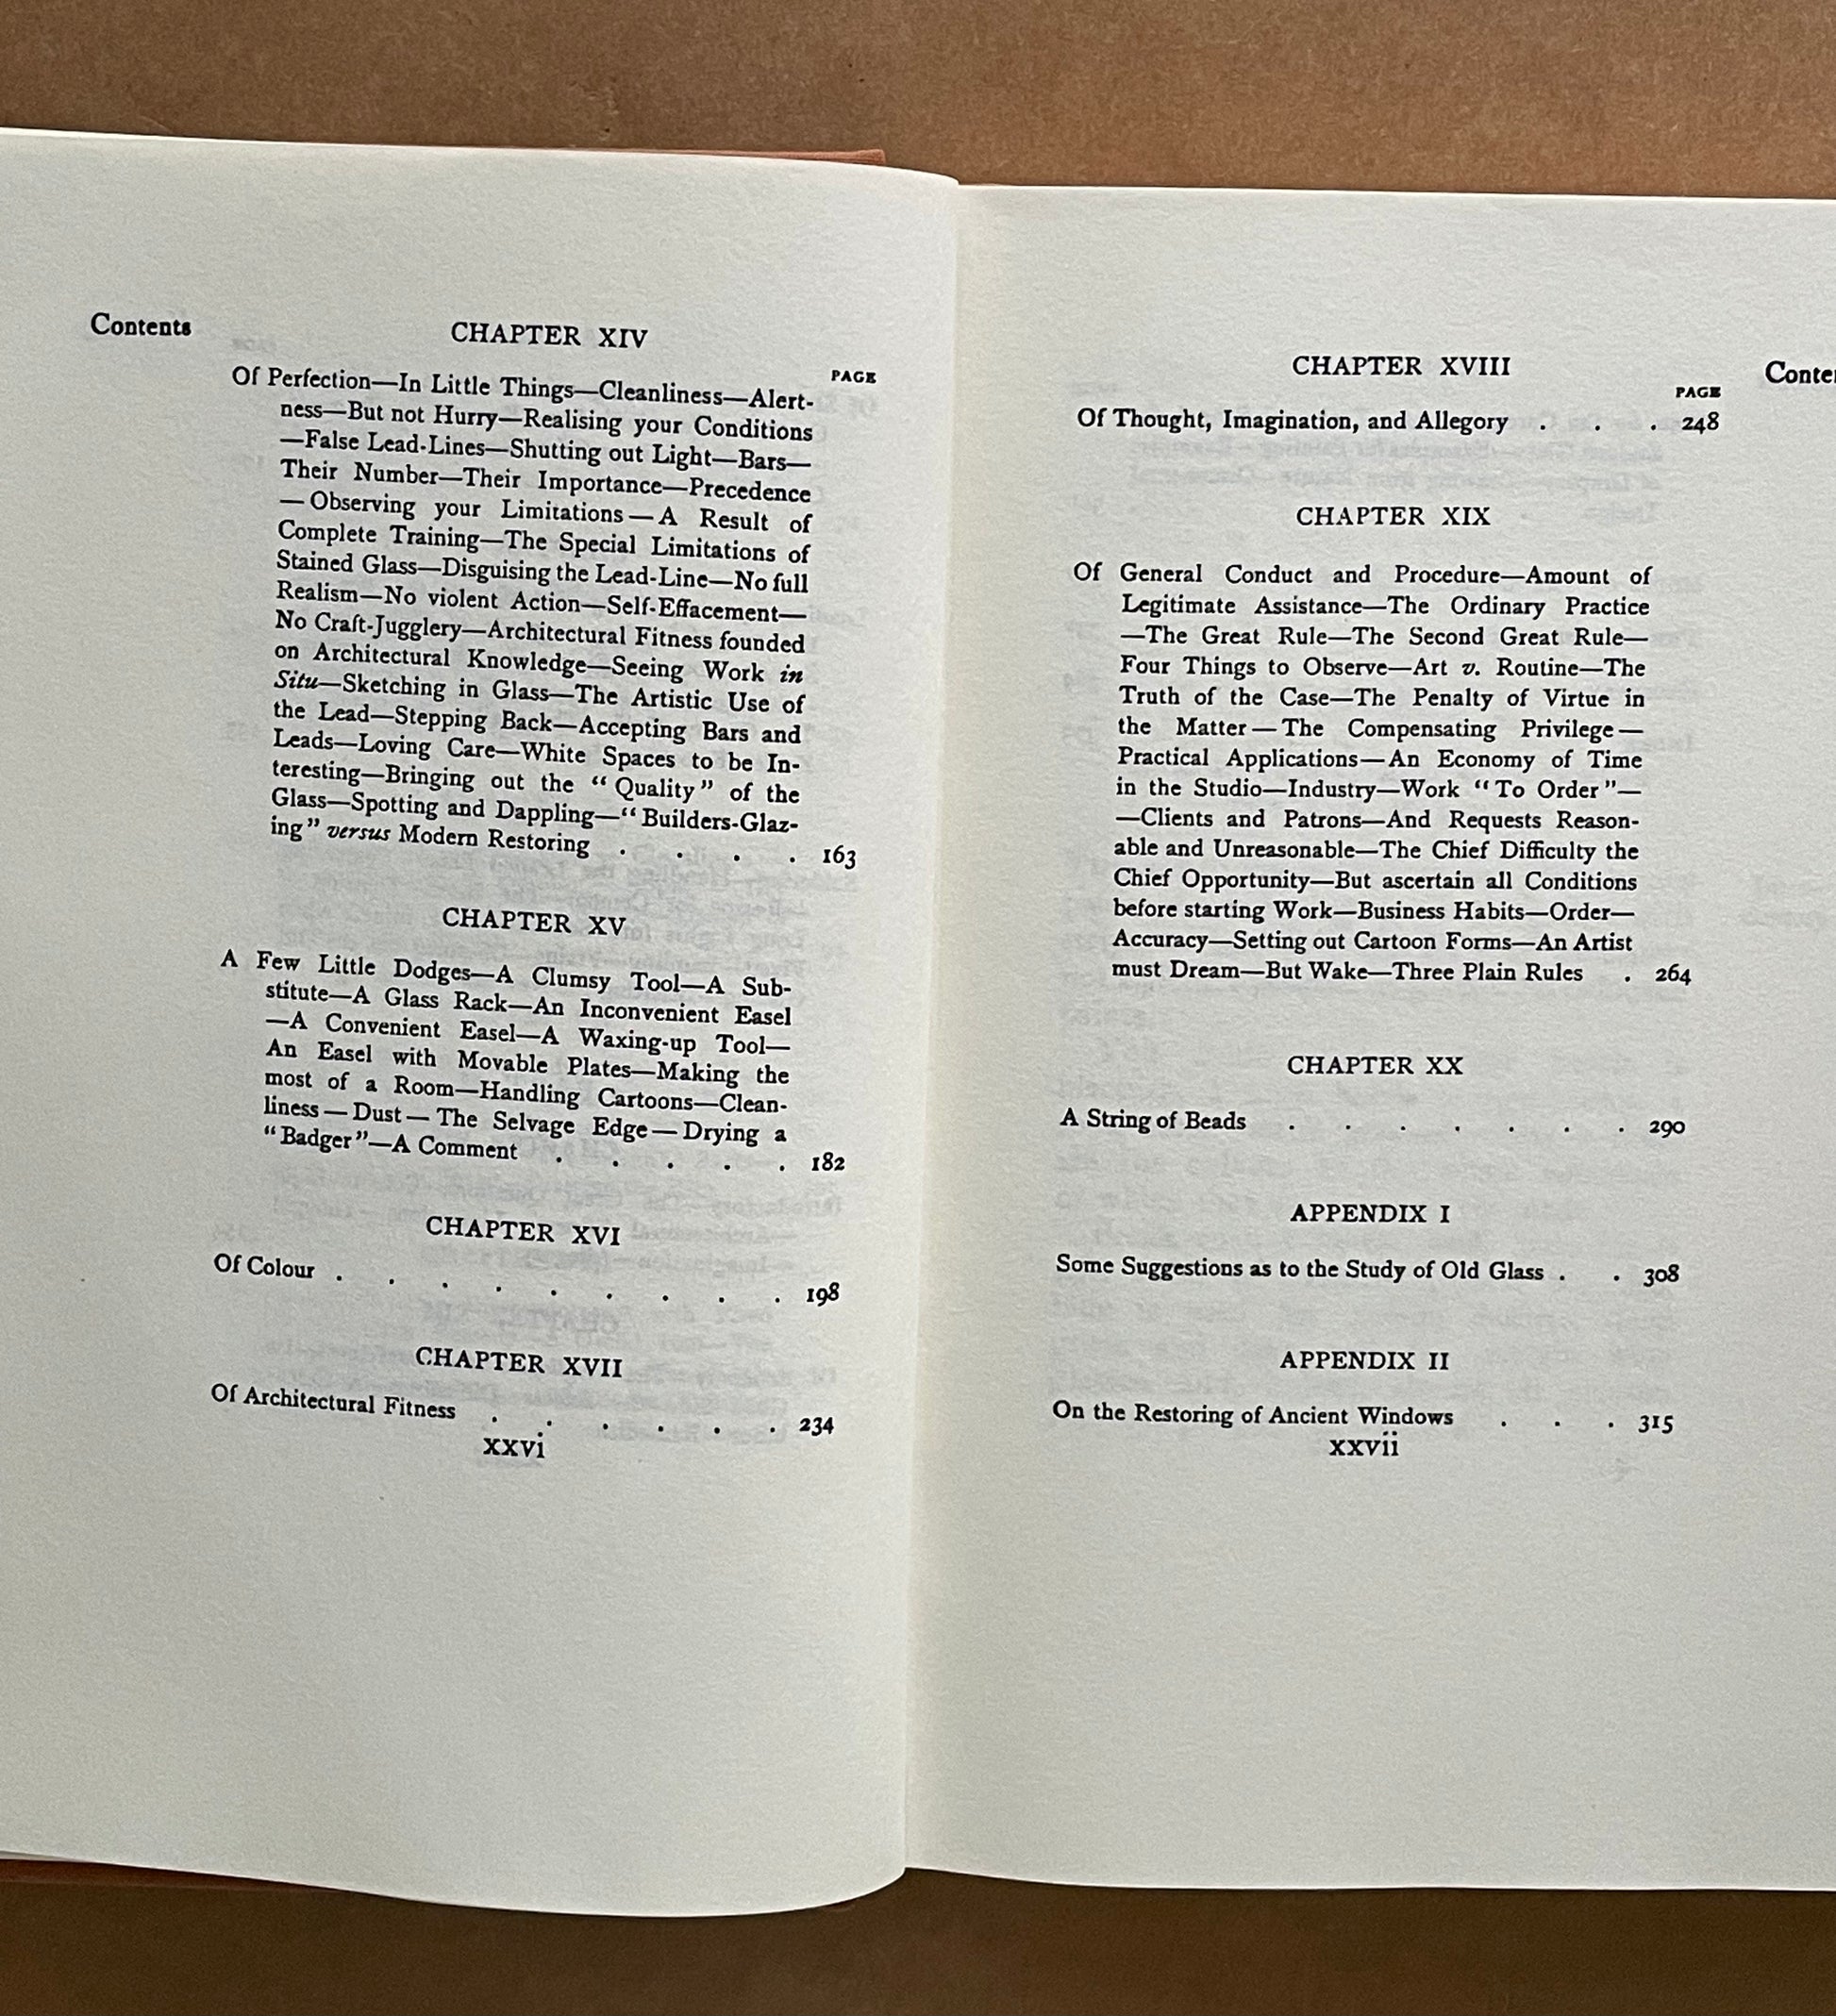 Contents
CHAPTER XIV
PAGE
Of Perfection—In Little Things—Cleanliness—Alert-
ness—But not Hurry—Realising your Conditions
—False Lead-Lines—Shutting out Light—Bars—
Their Number—Their Importance—Precedence
—Observing your Limitations—A Result of
Complete Training—The Special Limitations of
Stained Glass—Disguising the Lead-Line—No full
Realism—No violent Action—Self-Effacement—
No Craft-Jugglery—Architectural Fitness founded
on Architectural Knowledge—Seeing Work in
Situ—Sketching in Glass—The Artistic Use of
the Lead—Stepping Back—Accepting Bars and
Leads—Loving Care—White Spaces to be In-
teresting—Bringing out the “Quality” of the
Glass—Spotting and Dappling—“Builders-Glaz-
ing” versus Modern Restoring . . . . 163
CHAPTER XV
A Few Little Dodges—A Clumsy Tool—A Sub-
stitute—A Glass Rack—An Inconvenient Easel
—A Convenient Easel—A Waxing-up Tool—
An Easel with Movable Plates—Making the
most of a Room—Handling Cartoons—Clean-
liness—Dust—The Selvage Edge—Drying a
“Badger”—A Comment . . . . . 182
CHAPTER XVI
Of Colour . . . . . . . . . 198
CHAPTER XVII
Of Architectural Fitness . . . . . . 234
xxvi
CHAPTER XVIII
PAGE
Of Thought, Imagination, and Allegory . . . 248
CHAPTER XIX
Of General Conduct and Procedure—Amount of
Legitimate Assistance—The Ordinary Practice
—The Great Rule—The Second Great Rule—
Four Things to Observe—Art v. Routine—The
Truth of the Case—The Penalty of Virtue in
the Matter—The Compensating Privilege—
Practical Applications—An Economy of Time
in the Studio—Industry—Work “To Order”—
—Clients and Patrons—And Requests Reason-
able and Unreasonable—The Chief Difficulty the
Chief Opportunity—But ascertain all Conditions
before starting Work—Business Habits—Order—
Accuracy—Setting out Cartoon Forms—An Artist
must Dream—But Wake—Three Plain Rules . 264
CHAPTER XX
A String of Beads . . . . . . . 290
APPENDIX I
Some Suggestions as to the Study of Old Glass . . 308
APPENDIX II
On the Restoring of Ancient Windows . . . 315
xxvii